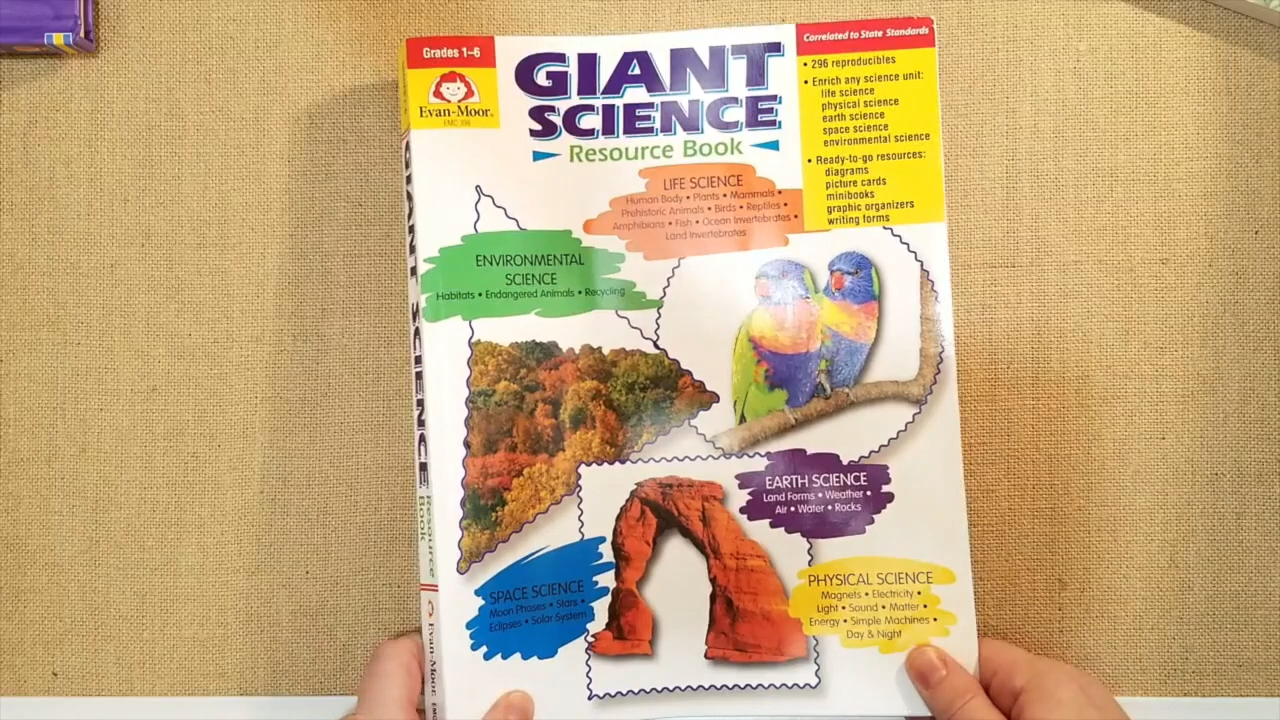 Grades 1–6
Evan-Moor®
EMC 398
GIANT
SCIENCE
Resource Book
Correlated to State Standards
• 296 reproducibles
• Enrich any science unit:
life science
physical science
earth science
space science
environmental science
• Ready-to-go resources:
diagrams
picture cards
minibooks
graphic organizers
writing forms
LIFE SCIENCE
Human Body • Plants • Mammals •
Prehistoric Animals • Birds • Reptiles •
Amphibians • Fish • Ocean Invertebrates •
Land Invertebrates
ENVIRONMENTAL
SCIENCE
Habitats • Endangered Animals • Recycling
EARTH SCIENCE
Land Forms • Weather •
Air • Water • Rocks
SPACE SCIENCE
Moon Phases • Stars •
Eclipses • Solar System
PHYSICAL SCIENCE
Magnets • Electricity •
Light • Sound • Matter •
Energy • Simple Machines •
Day & Night
GIANT SCIENCE
Resource
Book
Evan-Moor